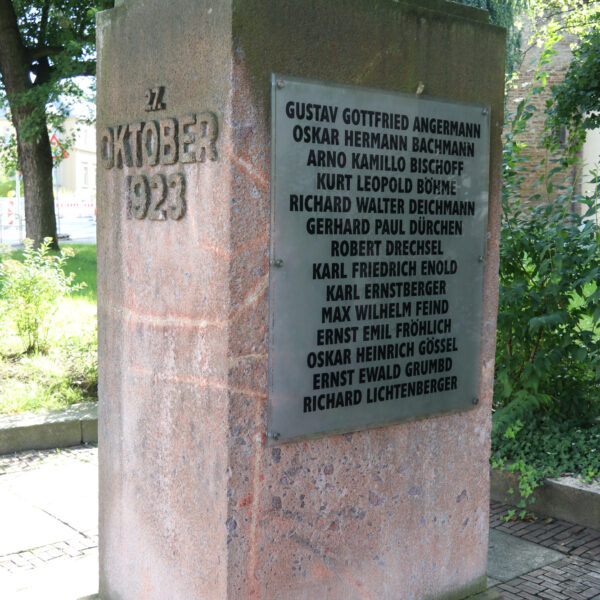 27.
OKTOBER
1923
GUSTAV GOTTFRIED ANGERMANN
OSKAR HERMANN BACHMANN
ARNO KAMILLO BISCHOFF
KURT LEOPOLD BÖHME
RICHARD WALTER DEICHMANN
GERHARD PAUL DÜRCHEN
ROBERT DRECHSEL
KARL FRIEDRICH ENOLD
KARL ERNSTBERGER
MAX WILHELM FEIND
ERNST EMIL FRÖHLICH
OSKAR HEINRICH GÖSSEL
ERNST EWALD GRUMBD
RICHARD LICHTENBERGER